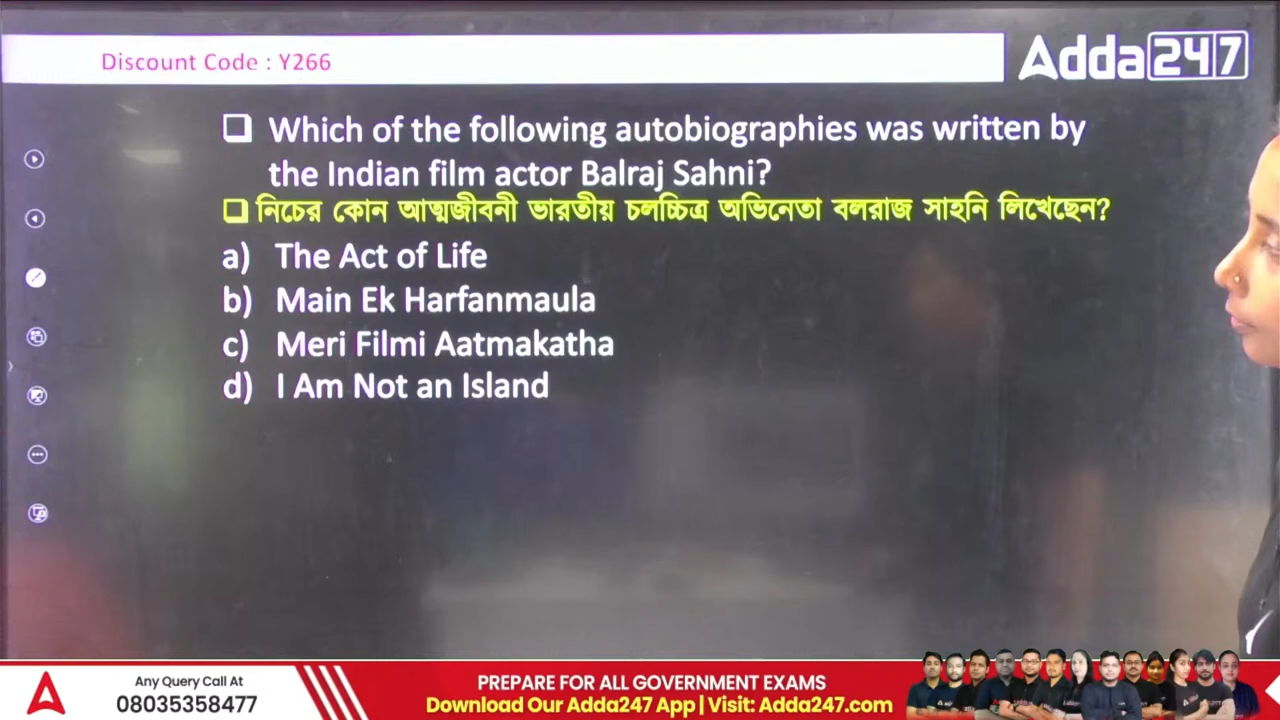 Discount Code : Y266
Adda247
Which of the following autobiographies was written by
the Indian film actor Balraj Sahni?
নিচের কোন আত্মজীবনী ভারতীয় চলচ্চিত্র অভিনেতা বলরাজ সাহনি লিখেছেন?
a) The Act of Life
b) Main Ek Harfanmaula
c) Meri Filmi Aatmakatha
d) I Am Not an Island
Any Query Call At
08035358477
PREPARE FOR ALL GOVERNMENT EXAMS
Download Our Adda247 App | Visit: Adda247.com